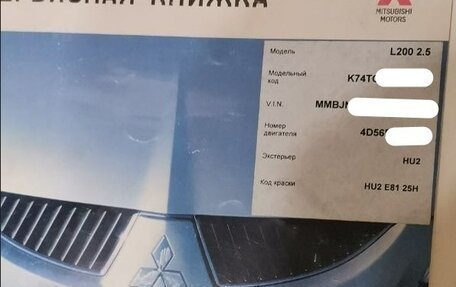 КНИЖКА
MITSUBISHI
MOTORS
Модель L200 2.5
Модельный
код K74T
V.I.N. MMBJ
Номер
двигателя 4D56
Экстерьер HU2
Код краски HU2 E81 25H